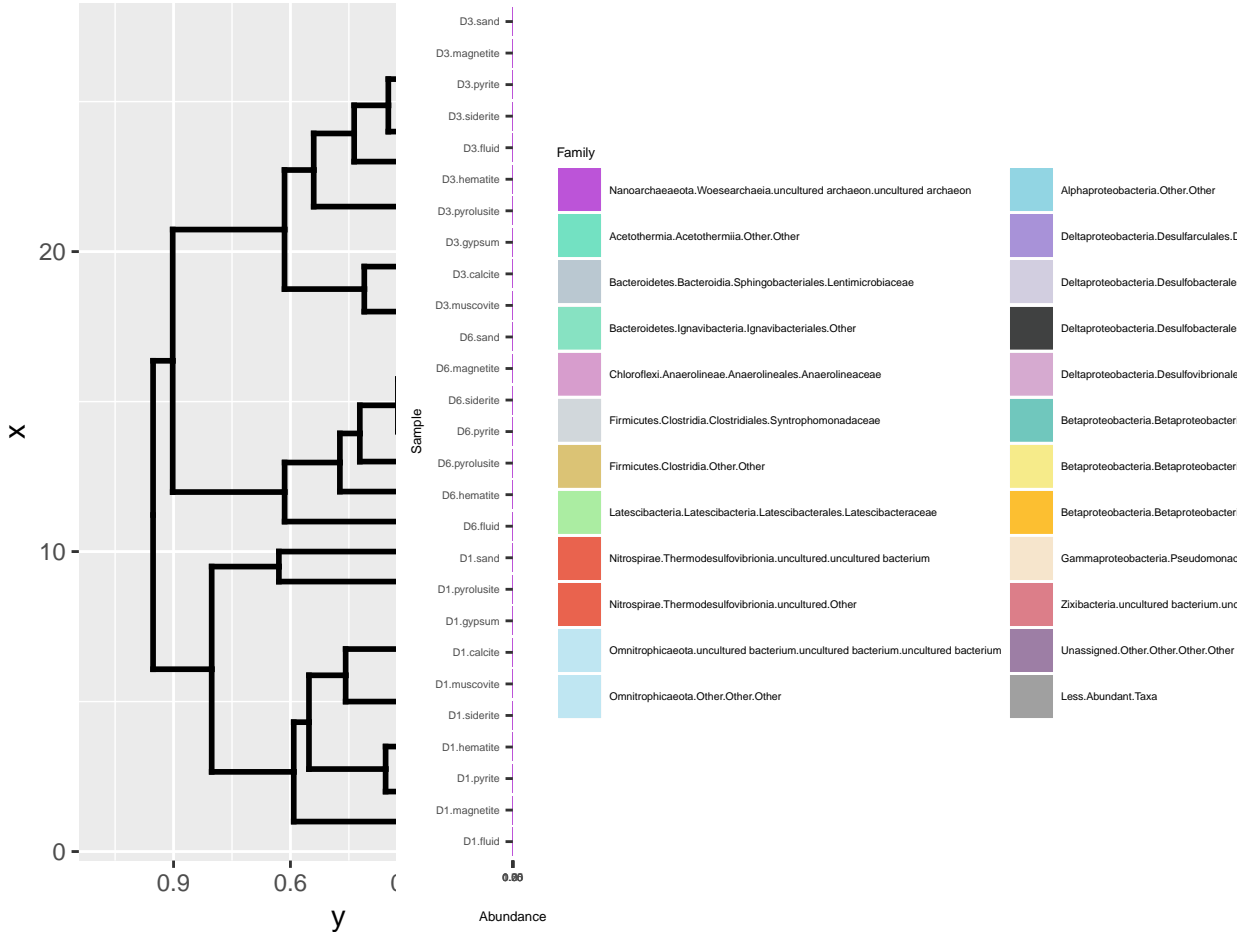 x
20
10
0
0.9
0.6
y
Sample
D3.sand
D3.magnetite
D3.pyrite
D3.siderite
D3.fluid
D3.hematite
D3.pyrolusite
D3.gypsum
D3.calcite
D3.muscovite
D6.sand
D6.magnetite
D6.siderite
D6.pyrite
D6.pyrolusite
D6.hematite
D6.fluid
D1.sand
D1.pyrolusite
D1.gypsum
D1.calcite
D1.muscovite
D1.siderite
D1.hematite
D1.pyrite
D1.magnetite
D1.fluid
Abundance
Family
Nanoarchaeaeota.Woesearchaeia.uncultured archaeon.uncultured archaeon
Acetothermia.Acetothermiia.Other.Other
Bacteroidetes.Bacteroidia.Sphingobacteriales.Lentimicrobiaceae
Bacteroidetes.Ignavibacteria.Ignavibacteriales.Other
Chloroflexi.Anaerolineae.Anaerolineales.Anaerolineaceae
Firmicutes.Clostridia.Clostridiales.Syntrophomonadaceae
Firmicutes.Clostridia.Other.Other
Latescibacteria.Latescibacteria.Latescibacterales.Latescibacteraceae
Nitrospirae.Thermodesulfovibrionia.uncultured.uncultured bacterium
Nitrospirae.Thermodesulfovibrionia.uncultured.Other
Omnitrophicaeota.uncultured bacterium.uncultured bacterium.uncultured bacterium
Omnitrophicaeota.Other.Other.Other
Alphaproteobacteria.Other.Other
Deltaproteobacteria.Desulfarculales.D
Deltaproteobacteria.Desulfobacterale
Deltaproteobacteria.Desulfobacterale
Deltaproteobacteria.Desulfovibrionale
Betaproteobacteria.Betaproteobacter
Betaproteobacteria.Betaproteobacter
Betaproteobacteria.Betaproteobacter
Gammaproteobacteria.Pseudomonad
Zixibacteria.uncultured bacterium.unc
Unassigned.Other.Other.Other.Other
Less.Abundant.Taxa